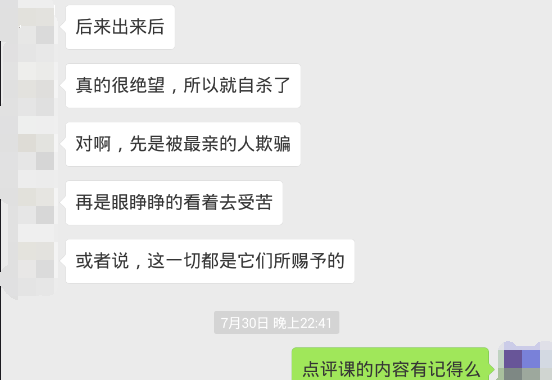 后来出来后
真的很绝望，所以就自杀了
对啊，先是被最亲的人欺骗
再是眼睁睁的看着去受苦
或者说，这一切都是它们所赐予的
7月30日 晚上22:41
点评课的内容有记得么